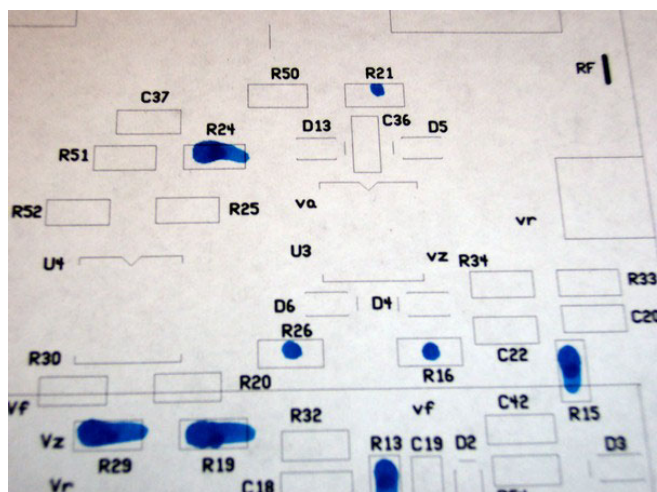 RF
R50
R21
C37
R24
D13
C36
D5
R51
R52
R25
va
vr
U4
U3
vz
R34
R33
D6
D4
C20
R26
R30
R16
C22
R20
Vf
R32
vf
C42
R15
Vz
R29
R19
R13
C19
D2
D3
Vr
C18